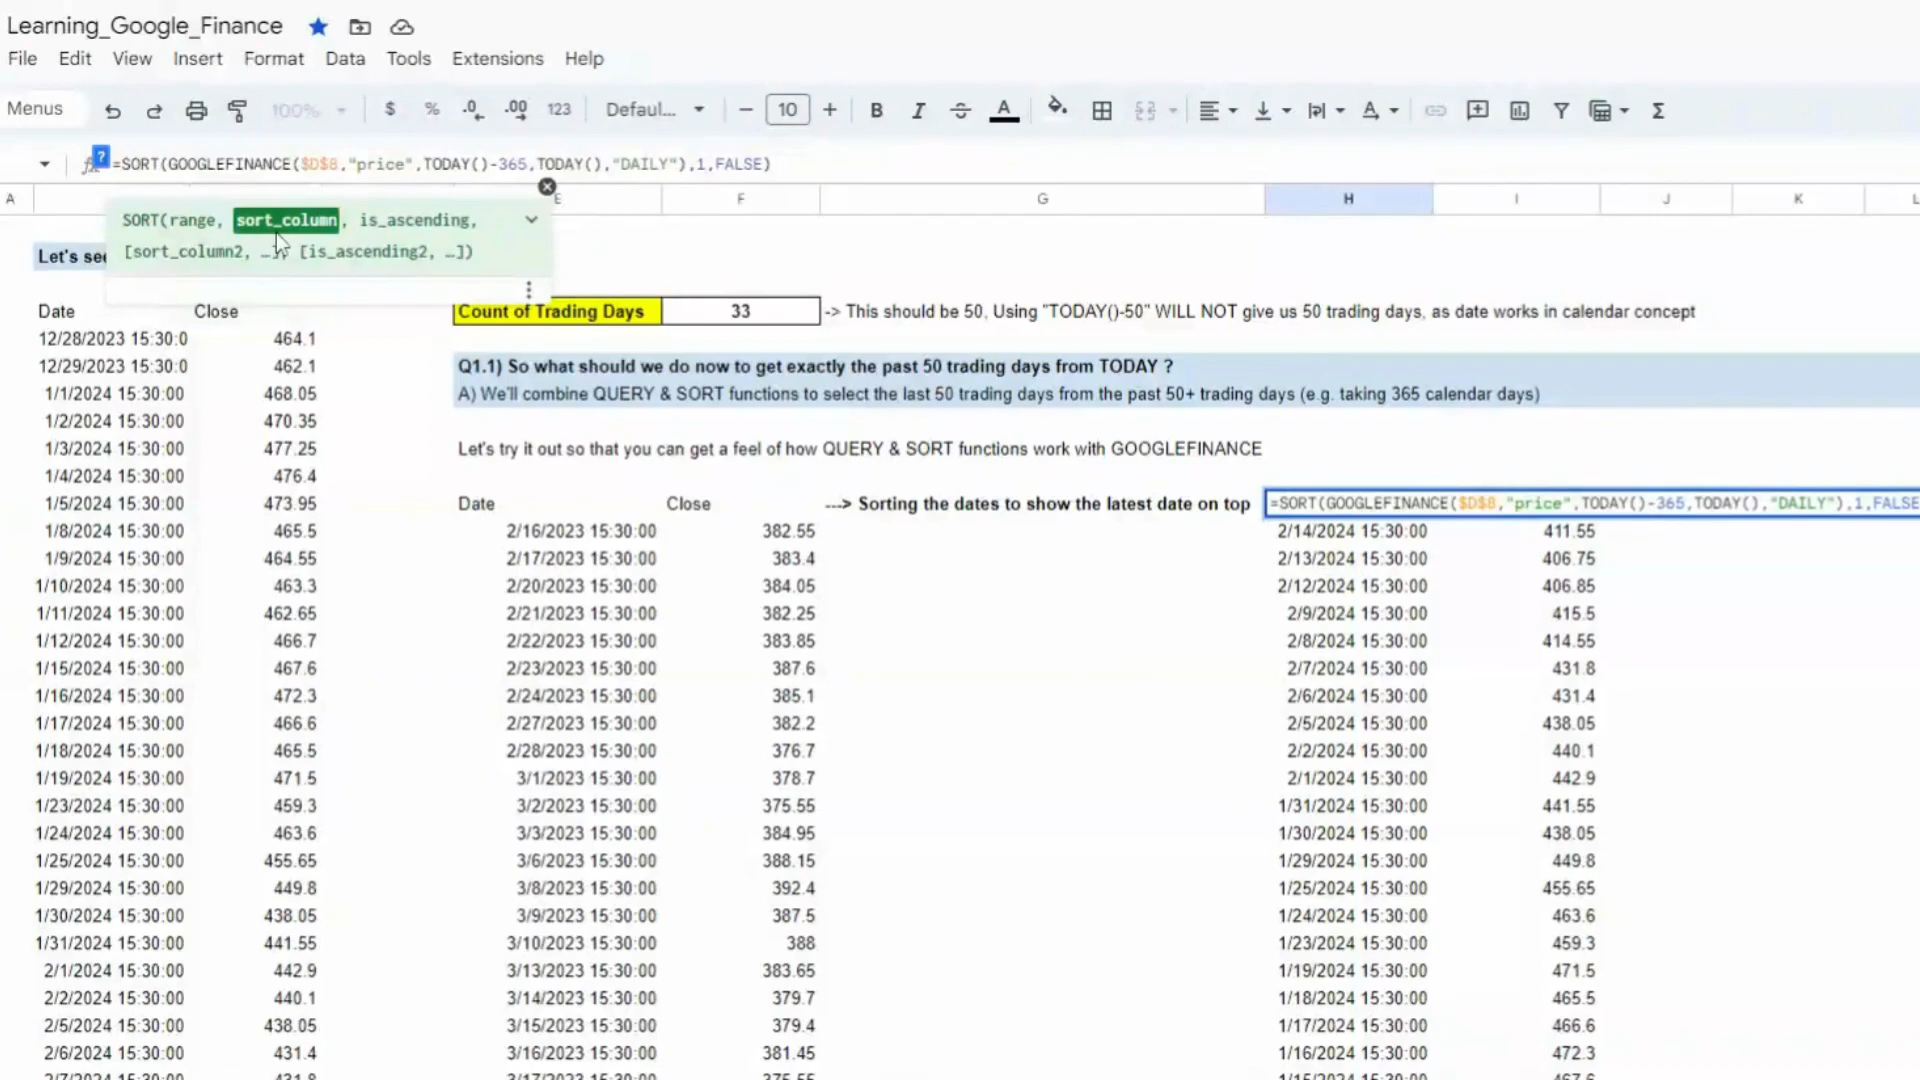 Learning_Google_Finance
File Edit View Insert Format Data Tools Extensions Help
Menus 100% $ % .0 .00 123 Defaul... − 10 + B I S A Σ
fx ? =SORT(GOOGLEFINANCE($D$8,"price",TODAY()-365,TODAY(),"DAILY"),1,FALSE)
A E F G H I J K L
SORT(range, sort_column, is_ascending,
[sort_column2, …], [is_ascending2, …])
Let's see
Date Close Count of Trading Days 33 -> This should be 50, Using "TODAY()-50" WILL NOT give us 50 trading days, as date works in calendar concept
12/28/2023 15:30:0 464.1
12/29/2023 15:30:0 462.1 Q1.1) So what should we do now to get exactly the past 50 trading days from TODAY ?
1/1/2024 15:30:00 468.05 A) We'll combine QUERY & SORT functions to select the last 50 trading days from the past 50+ trading days (e.g. taking 365 calendar days)
1/2/2024 15:30:00 470.35
1/3/2024 15:30:00 477.25 Let's try it out so that you can get a feel of how QUERY & SORT functions work with GOOGLEFINANCE
1/4/2024 15:30:00 476.4
1/5/2024 15:30:00 473.95 Date Close ---> Sorting the dates to show the latest date on top =SORT(GOOGLEFINANCE($D$8,"price",TODAY()-365,TODAY(),"DAILY"),1,FALSE
1/8/2024 15:30:00 465.5 2/16/2023 15:30:00 382.55 2/14/2024 15:30:00 411.55
1/9/2024 15:30:00 464.55 2/17/2023 15:30:00 383.4 2/13/2024 15:30:00 406.75
1/10/2024 15:30:00 463.3 2/20/2023 15:30:00 384.05 2/12/2024 15:30:00 406.85
1/11/2024 15:30:00 462.65 2/21/2023 15:30:00 382.25 2/9/2024 15:30:00 415.5
1/12/2024 15:30:00 466.7 2/22/2023 15:30:00 383.85 2/8/2024 15:30:00 414.55
1/15/2024 15:30:00 467.6 2/23/2023 15:30:00 387.6 2/7/2024 15:30:00 431.8
1/16/2024 15:30:00 472.3 2/24/2023 15:30:00 385.1 2/6/2024 15:30:00 431.4
1/17/2024 15:30:00 466.6 2/27/2023 15:30:00 382.2 2/5/2024 15:30:00 438.05
1/18/2024 15:30:00 465.5 2/28/2023 15:30:00 376.7 2/2/2024 15:30:00 440.1
1/19/2024 15:30:00 471.5 3/1/2023 15:30:00 378.7 2/1/2024 15:30:00 442.9
1/23/2024 15:30:00 459.3 3/2/2023 15:30:00 375.55 1/31/2024 15:30:00 441.55
1/24/2024 15:30:00 463.6 3/3/2023 15:30:00 384.95 1/30/2024 15:30:00 438.05
1/25/2024 15:30:00 455.65 3/6/2023 15:30:00 388.15 1/29/2024 15:30:00 449.8
1/29/2024 15:30:00 449.8 3/8/2023 15:30:00 392.4 1/25/2024 15:30:00 455.65
1/30/2024 15:30:00 438.05 3/9/2023 15:30:00 387.5 1/24/2024 15:30:00 463.6
1/31/2024 15:30:00 441.55 3/10/2023 15:30:00 388 1/23/2024 15:30:00 459.3
2/1/2024 15:30:00 442.9 3/13/2023 15:30:00 383.65 1/19/2024 15:30:00 471.5
2/2/2024 15:30:00 440.1 3/14/2023 15:30:00 379.7 1/18/2024 15:30:00 465.5
2/5/2024 15:30:00 438.05 3/15/2023 15:30:00 379.4 1/17/2024 15:30:00 466.6
2/6/2024 15:30:00 431.4 3/16/2023 15:30:00 381.45 1/16/2024 15:30:00 472.3
2/7/2024 15:30:00 431.8 3/17/2023 15:30:00 375.55 1/15/2024 15:30:00 467.6